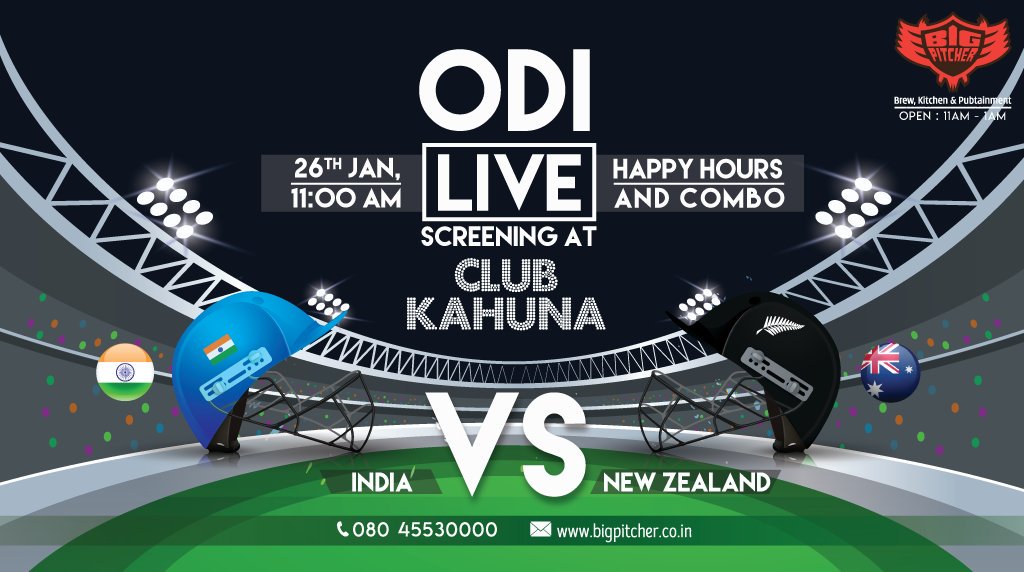 BIG
PITCHER
Brew, Kitchen & Pubtainment
OPEN : 11AM - 1AM
ODI
26TH JAN,
11:00 AM
LIVE
HAPPY HOURS
AND COMBO
SCREENING AT
CLUB
KAHUNA
VS
INDIA
NEW ZEALAND
080 45530000
www.bigpitcher.co.in